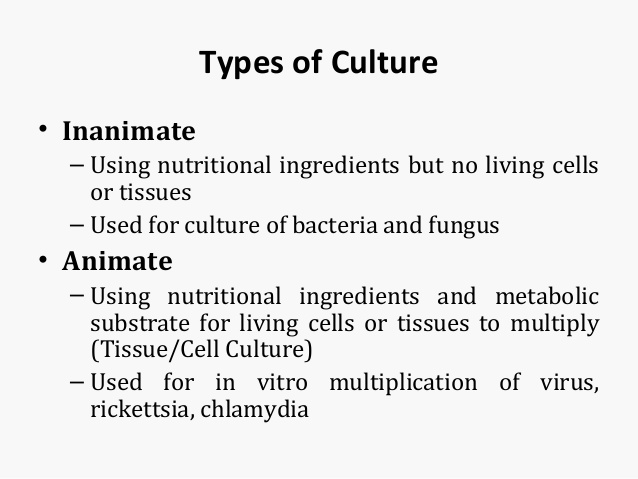 Types of Culture
• Inanimate
– Using nutritional ingredients but no living cells
or tissues
– Used for culture of bacteria and fungus
• Animate
– Using nutritional ingredients and metabolic
substrate for living cells or tissues to multiply
(Tissue/Cell Culture)
– Used for in vitro multiplication of virus,
rickettsia, chlamydia